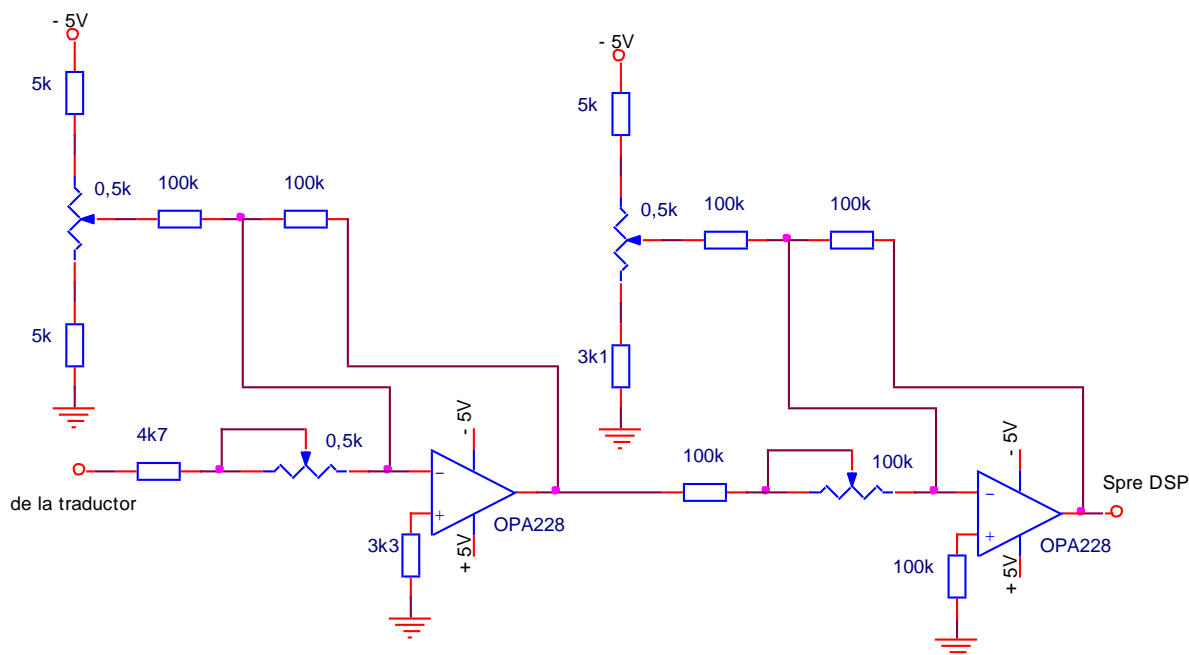 - 5V
5k
0,5k
100k
100k
5k
4k7
0,5k
de la traductor
- 5V
OPA228
+ 5V
3k3
- 5V
5k
0,5k
100k
100k
3k1
100k
100k
- 5V
Spre DSP
OPA228
+ 5V
100k